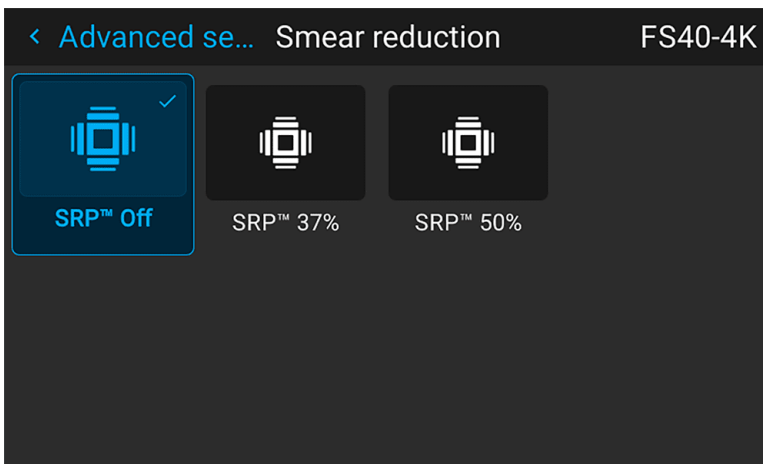 < Advanced se... Smear reduction FS40-4K
SRP™ Off SRP™ 37% SRP™ 50%